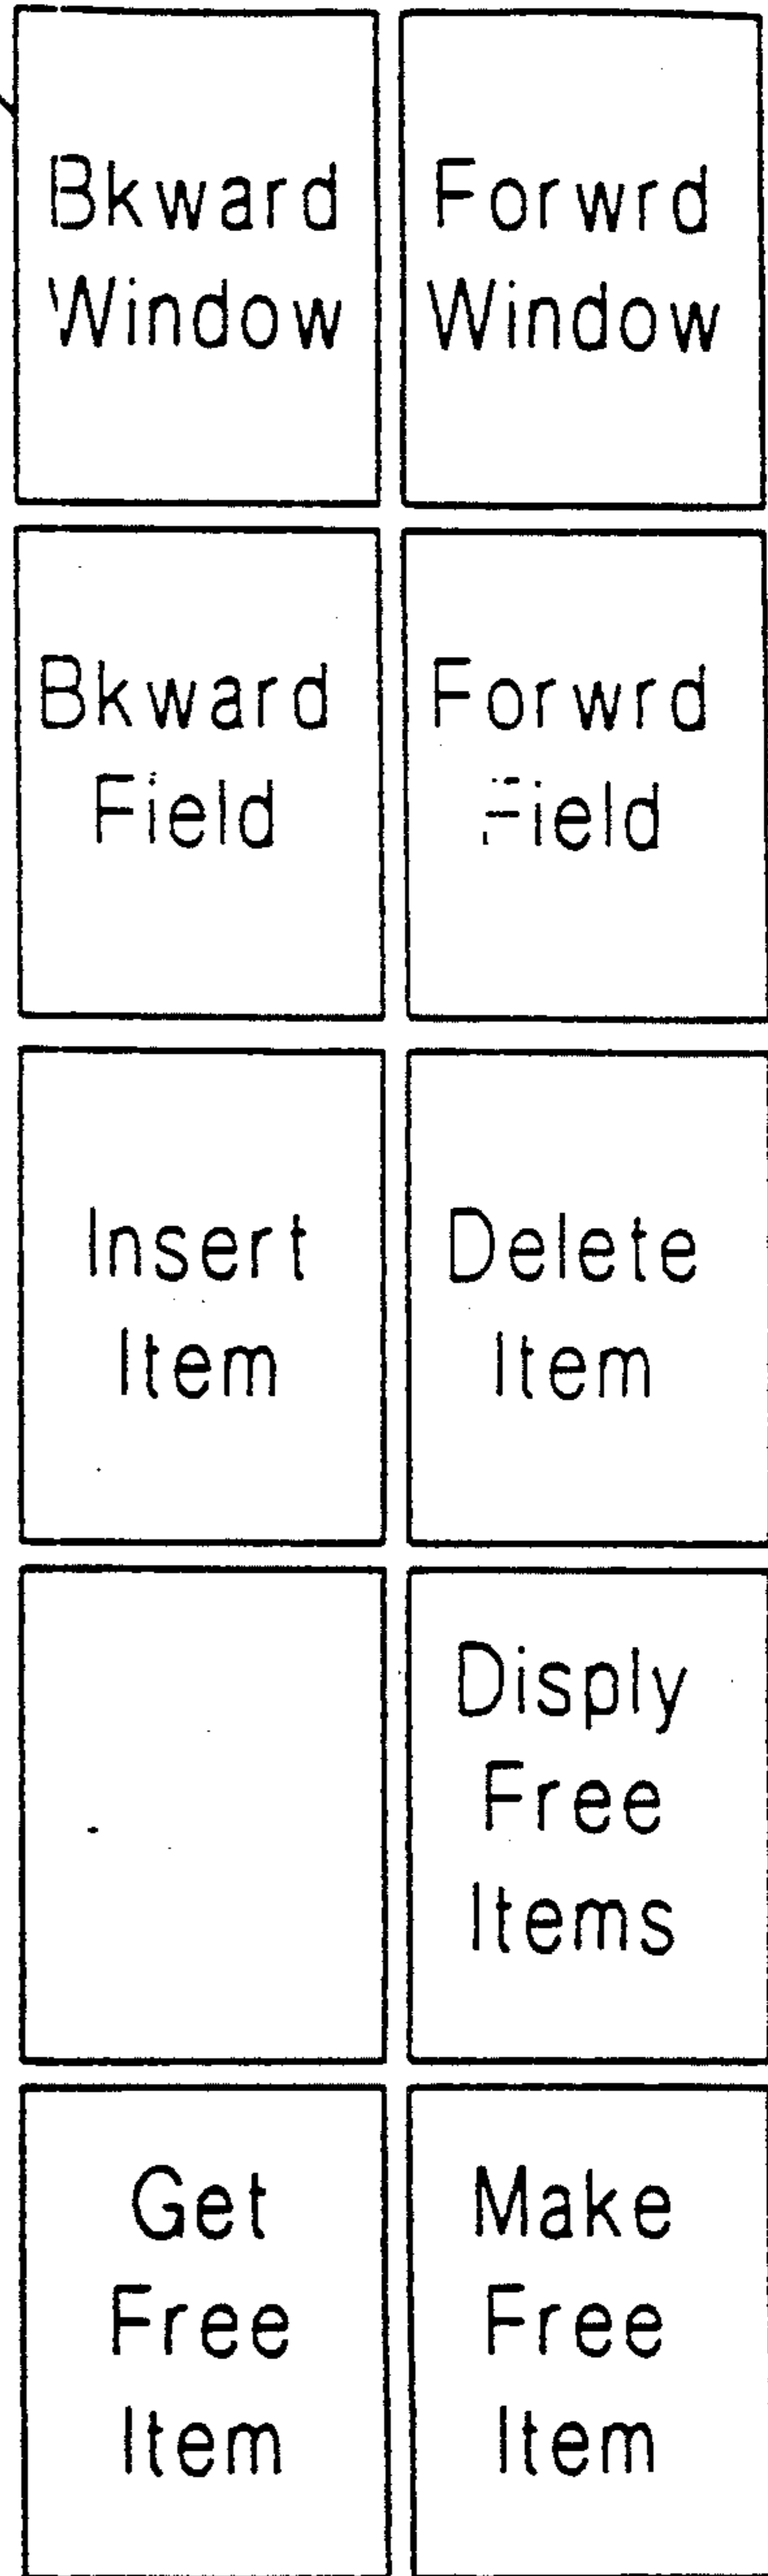 Bkward
Window
Forwrd
Window
Bkward
Field
Forwrd
Field
Insert
Item
Delete
Item
Disply
Free
Items
Get
Free
Item
Make
Free
Item